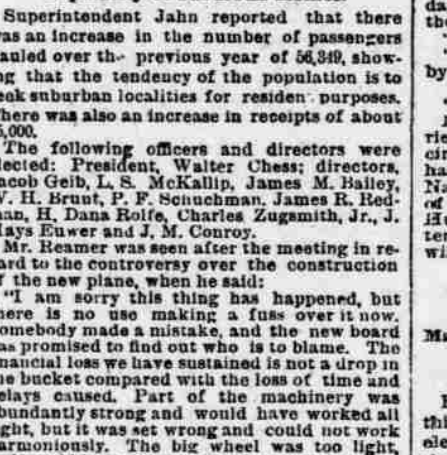 Superintendent Jahn reported that there
was an increase in the number of passengers
hauled over the previous year of 56,349, show-
ing that the tendency of the population is to
seek suburban localities for residen. purposes.
There was also an increase in receipts of about
5,000.
The following officers and directors were
elected: President, Walter Chess; directors,
Jacob Geib, L. S. McKallip, James M. Bailey,
W. H. Brunt, P. F. Schuchman, James R. Red-
man, H, Dana Rolfe, Charles Zugsmith, Jr., J.
Hays Euwer and J. M. Conroy.
Mr. Reamer was seen after the meeting in re-
gard to the controversy over the construction
of the new plane, when he said:
"I am sorry this thing has happened, but
there is no use making a fuss over it now.
Somebody made a mistake, and the new board
has promised to find out who is to blame. The
financial loss we have sustained is not a drop in
the bucket compared with the loss of time and
delays caused. Part of the machinery was
abundantly strong and would have worked all
right, but it was set wrong and could not work
harmoniously. The big wheel was too light,